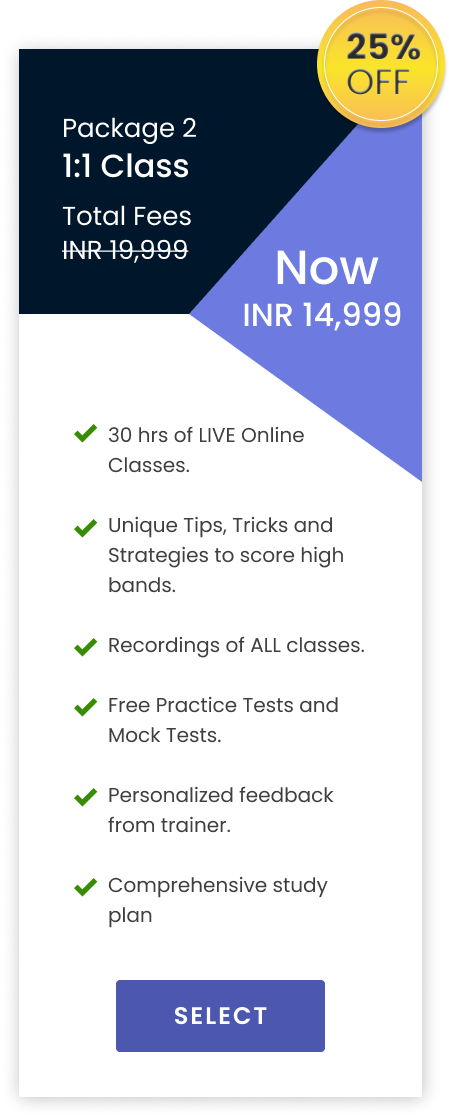 25%
OFF
Package 2
1:1 Class
Total Fees
INR 19,999
Now
INR 14,999
30 hrs of LIVE Online
Classes.
Unique Tips, Tricks and
Strategies to score high
bands.
Recordings of ALL classes.
Free Practice Tests and
Mock Tests.
Personalized feedback
from trainer.
Comprehensive study
plan
SELECT